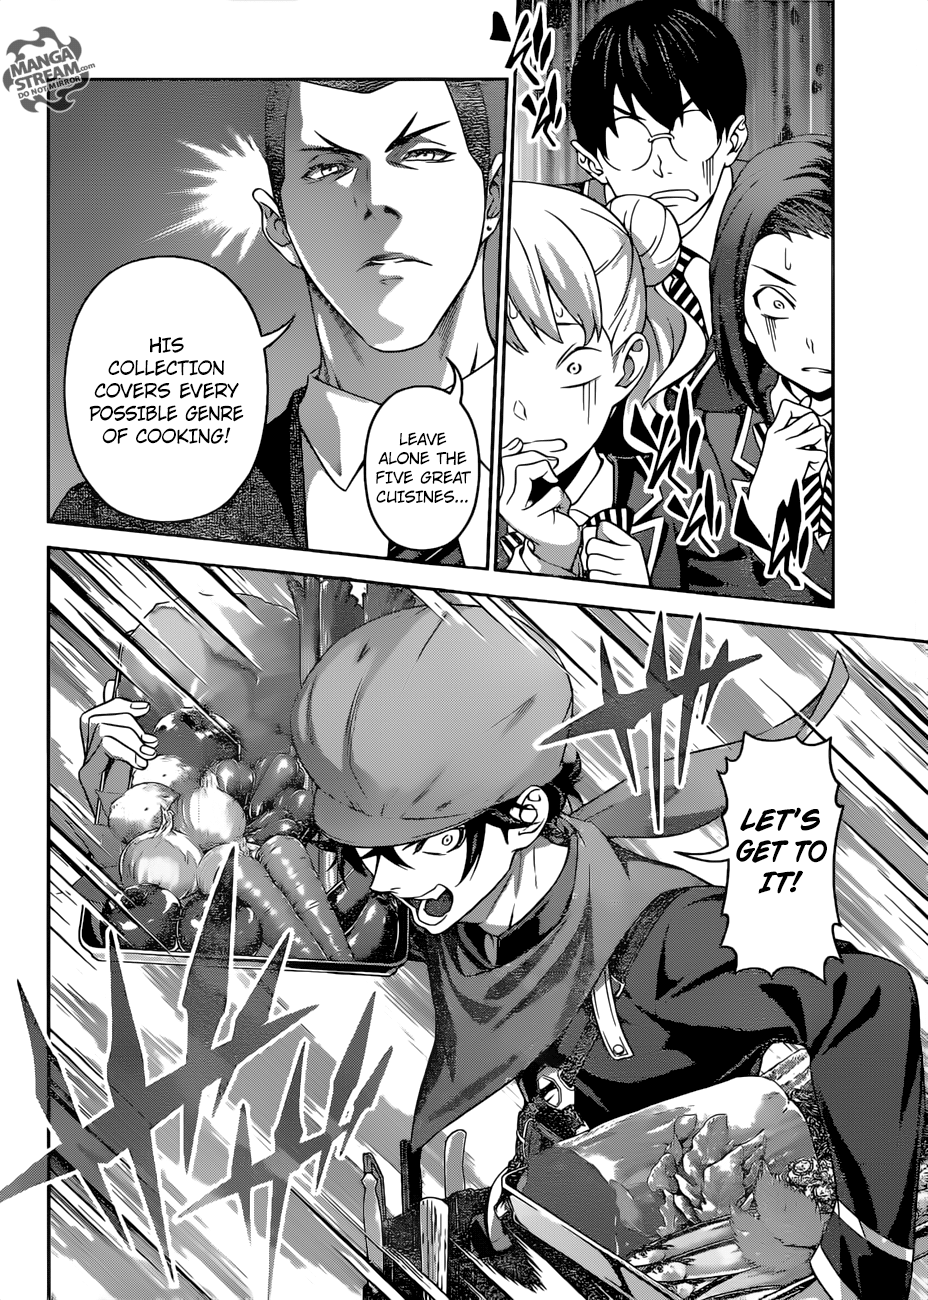 MANGA
STREAM.com
DO NOT MIRROR
LEAVE
ALONE THE
FIVE GREAT
CUISINES...
HIS
COLLECTION
COVERS EVERY
POSSIBLE GENRE
OF COOKING!
LET'S
GET TO
IT!